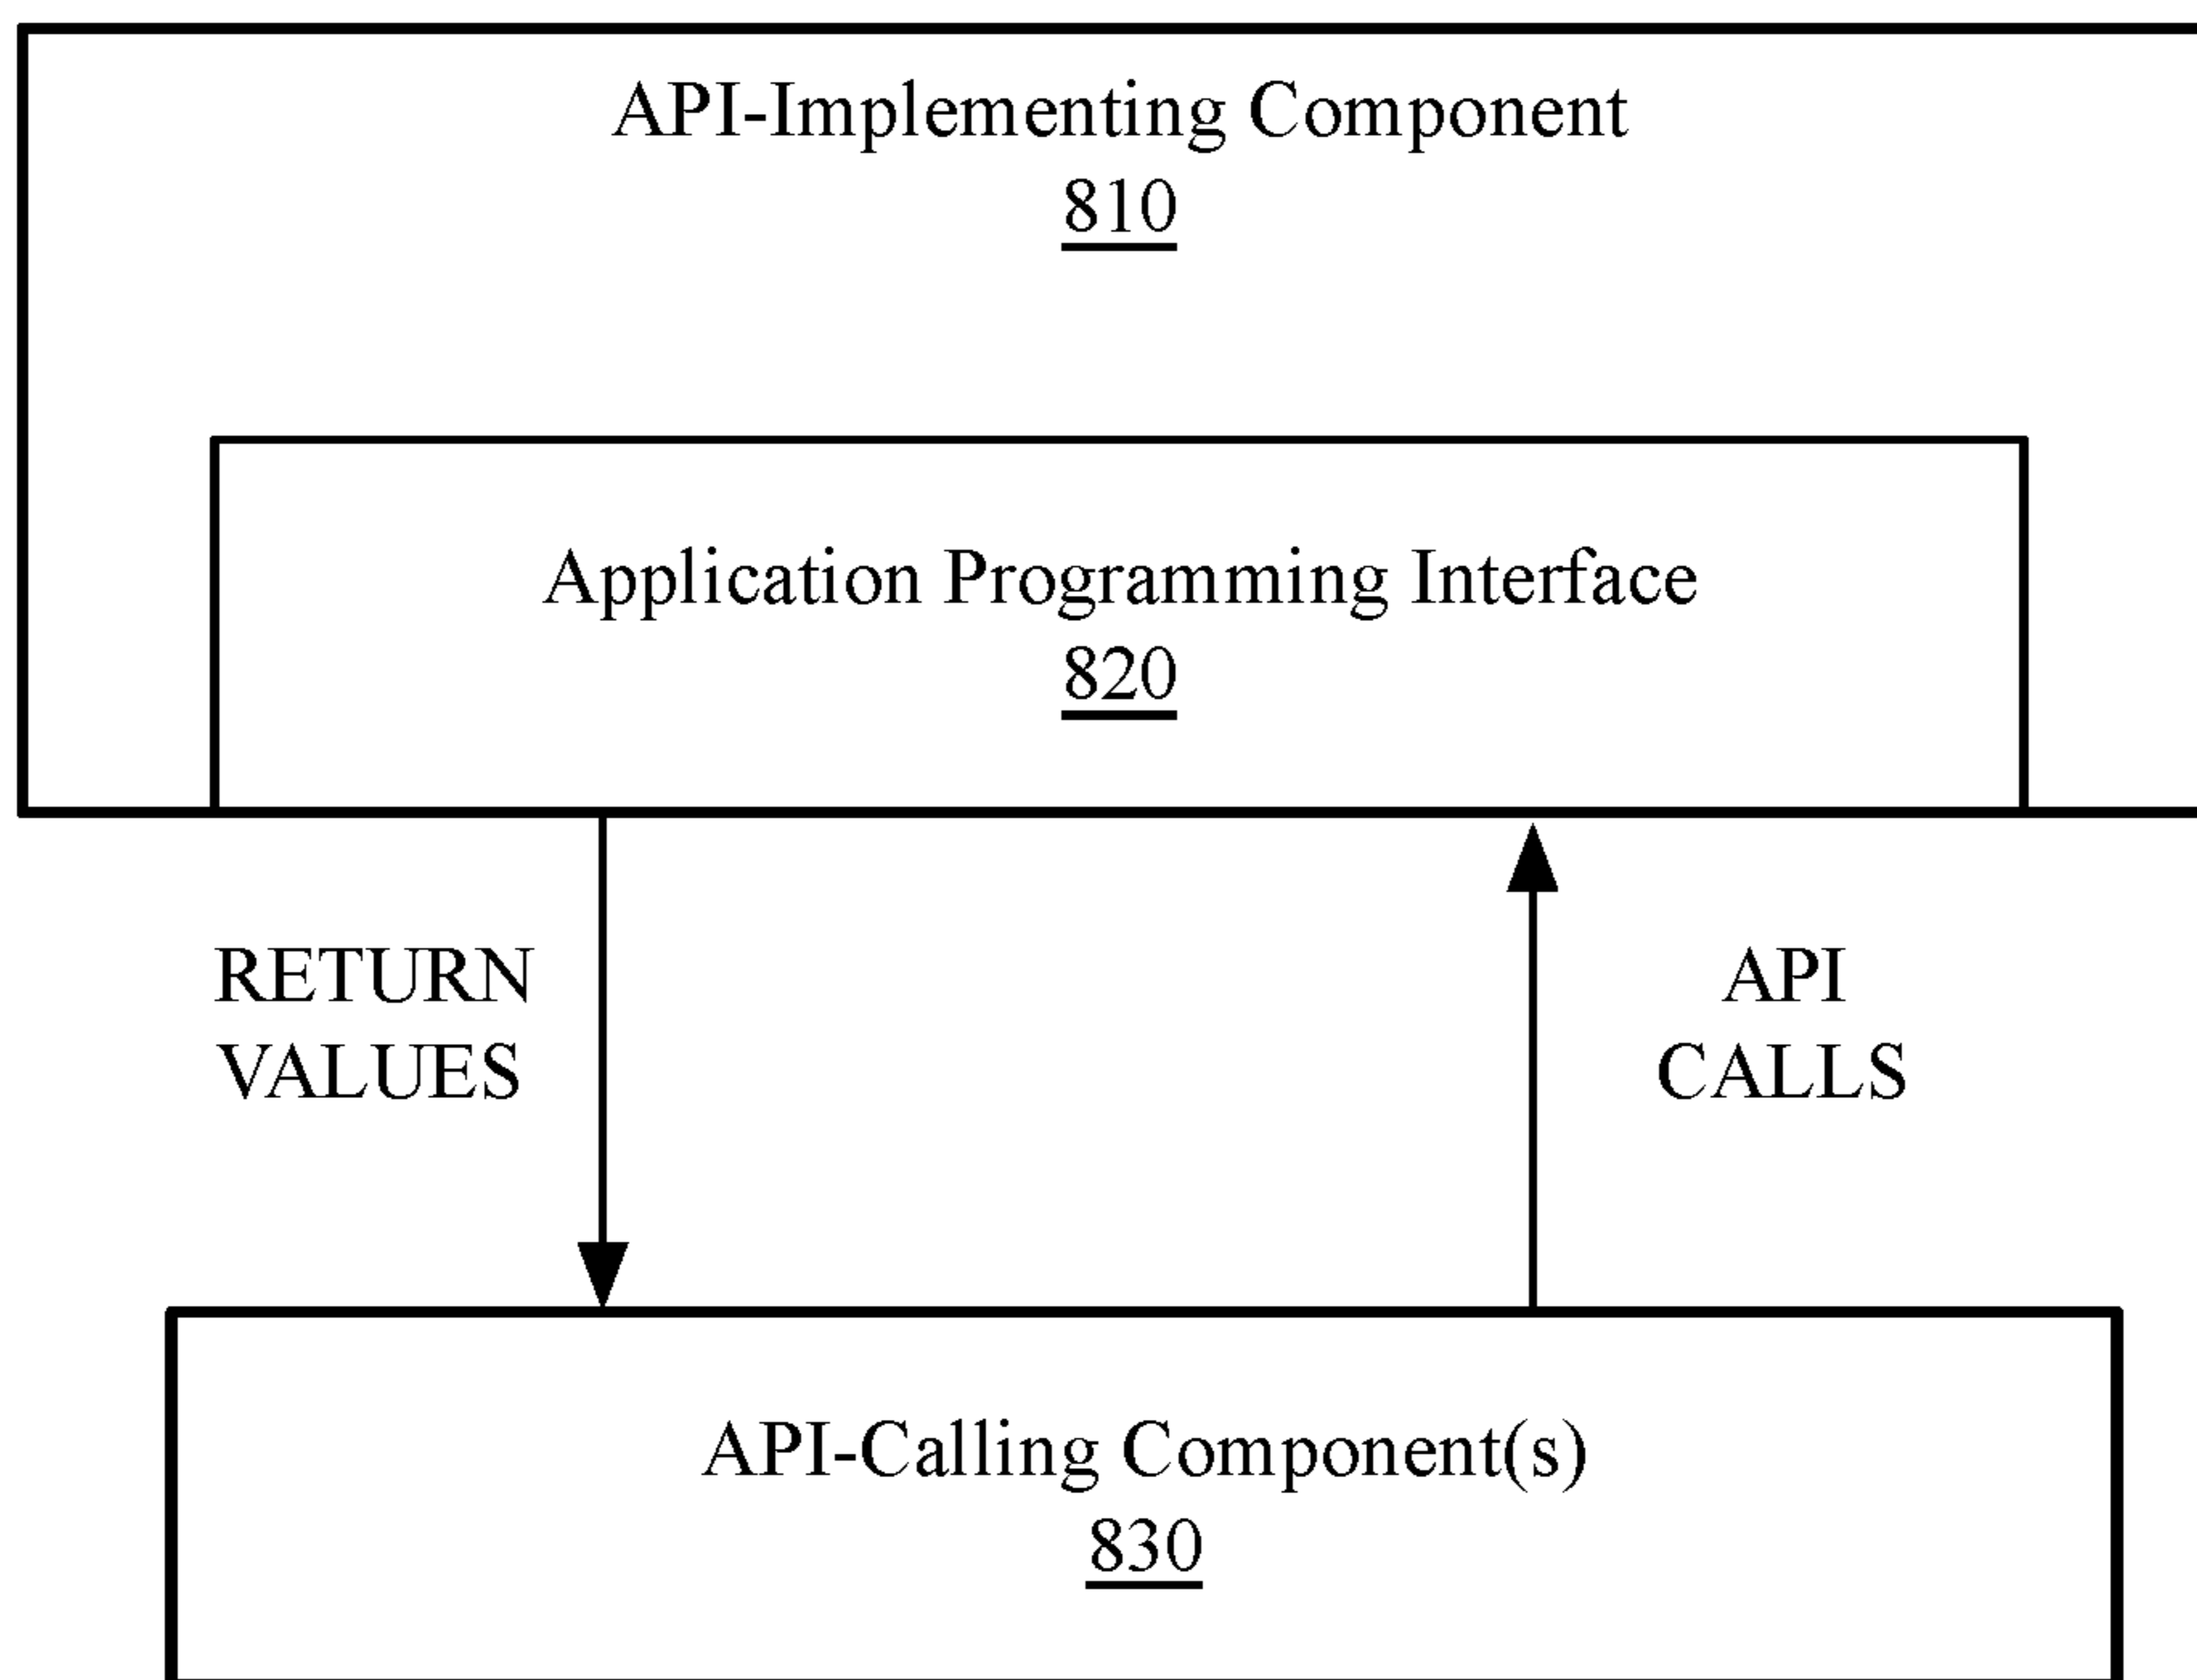 API-Implementing Component
810
Application Programming Interface
820
RETURN
VALUES
API
CALLS
API-Calling Component(s)
830